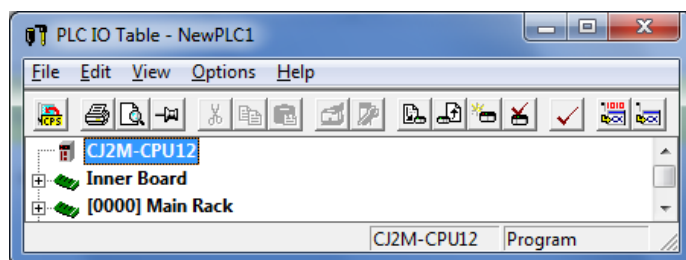 PLC IO Table - NewPLC1
File Edit View Options Help
CPS
CJ2M-CPU12
Inner Board
[0000] Main Rack
CJ2M-CPU12 Program